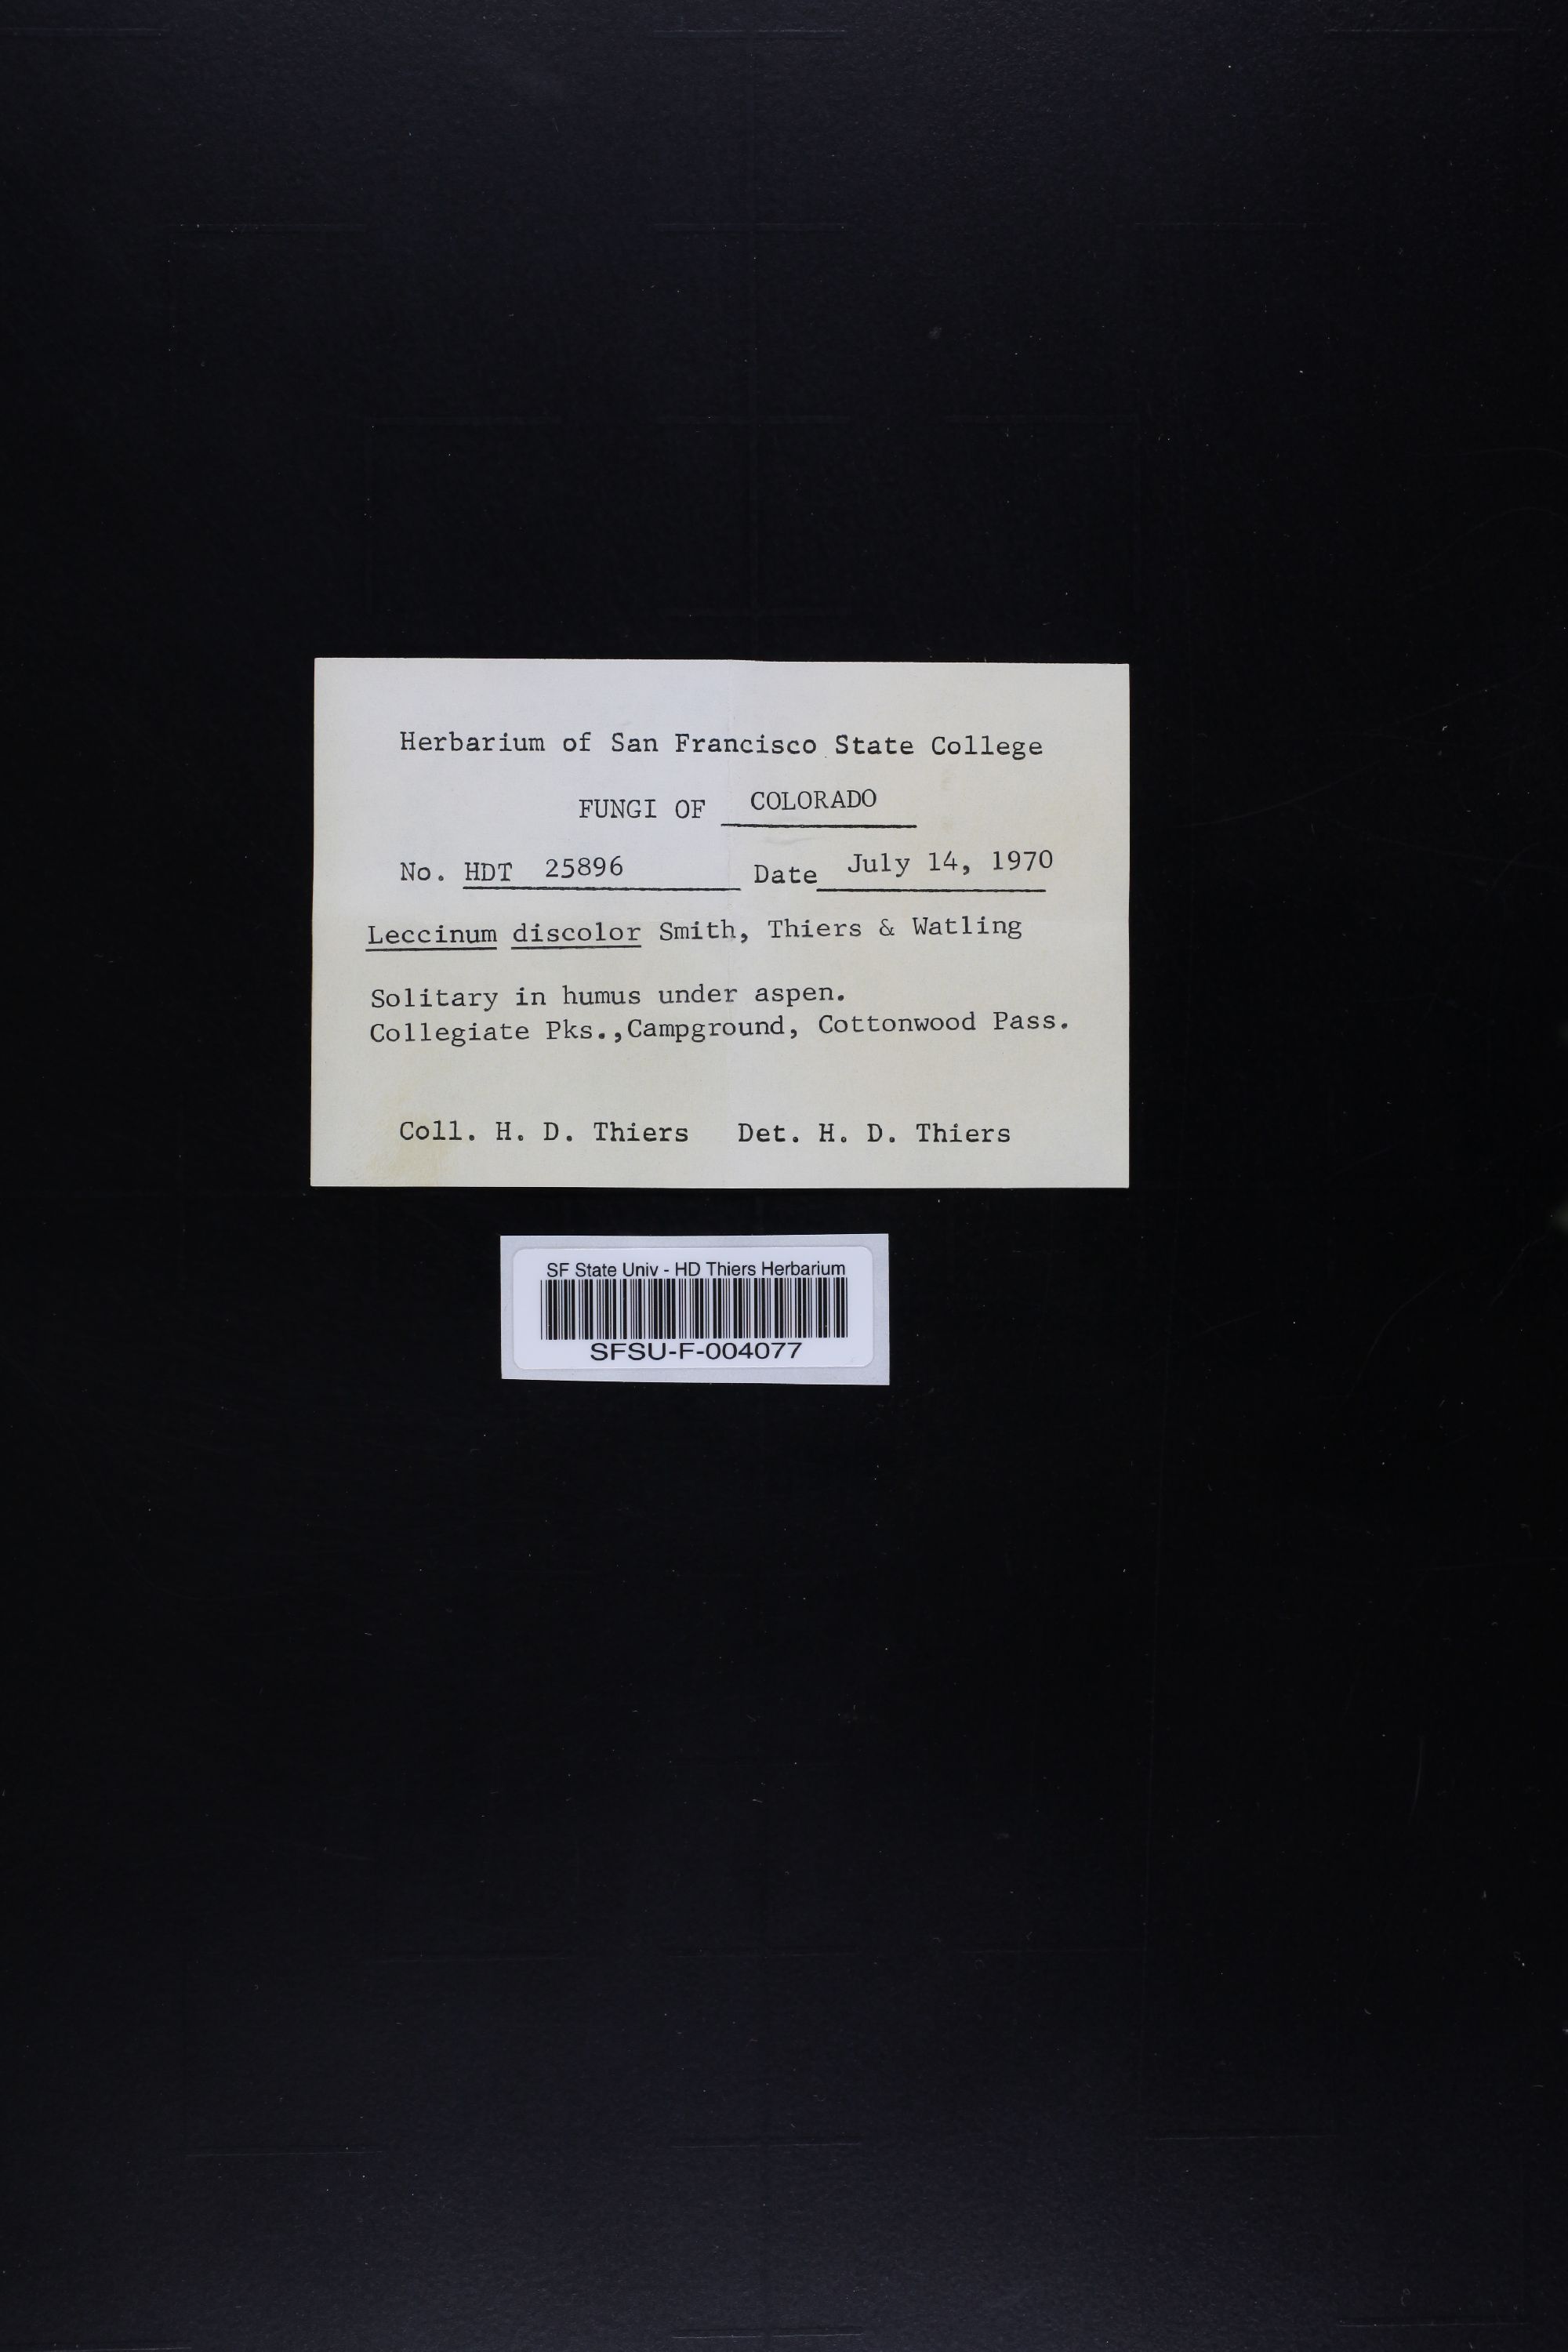 Herbarium of San Francisco State College
FUNGI OF COLORADO
No. HDT 25896 Date July 14, 1970
Leccinum discolor Smith, Thiers & Watling
Solitary in humus under aspen.
Collegiate Pks.,Campground, Cottonwood Pass.
Coll. H. D. Thiers Det. H. D. Thiers
SF State Univ - HD Thiers Herbarium
SFSU-F-004077